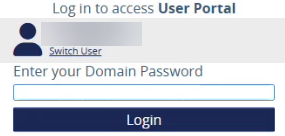 Log in to access User Portal
Switch User
Enter your Domain Password
Login